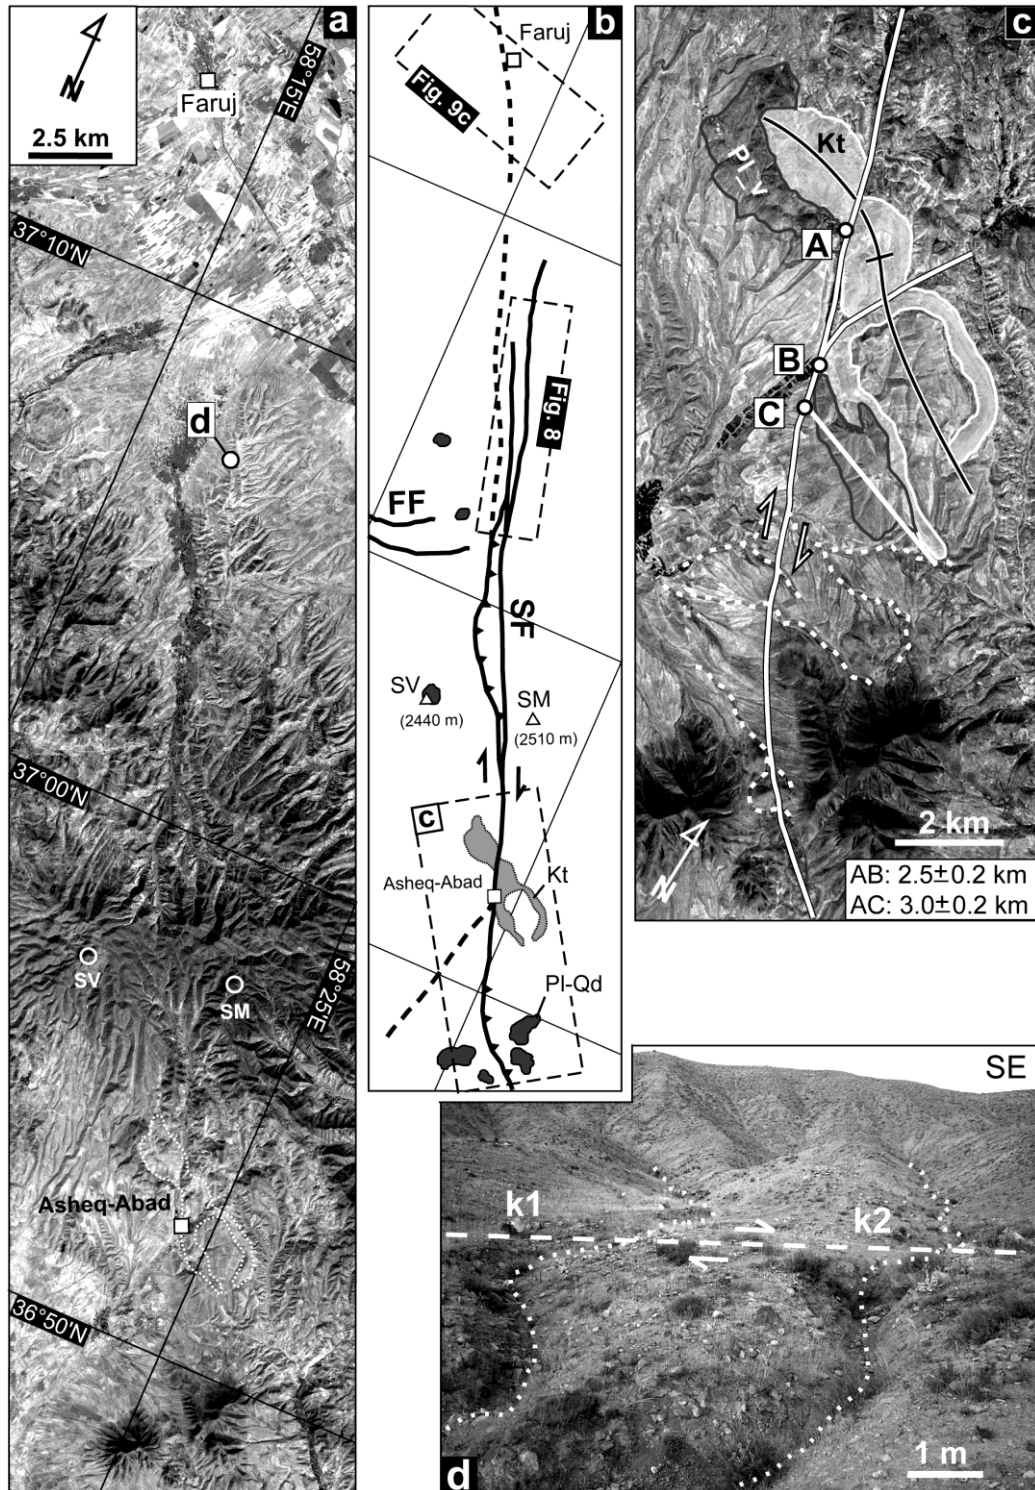 a
N
2.5 km
Faruj
58°15'E
37°10'N
d
37°00'N
SV
SM
58°25'E
Asheq-Abad
36°50'N
b
Faruj
Fig. 9c
Fig. 8
FF
SF
SV
(2440 m)
SM
(2510 m)
c
Asheq-Abad
Kt
Pl-Qd
c
Kt
Pl_v
A
B
C
N
2 km
AB: 2.5±0.2 km
AC: 3.0±0.2 km
SE
k1
k2
1 m
d